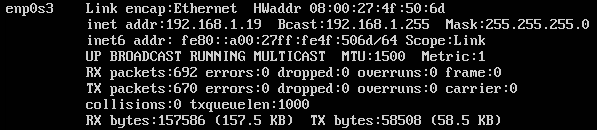 enp0s3    Link encap:Ethernet  HWaddr 08:00:27:4f:50:6d
          inet addr:192.168.1.19  Bcast:192.168.1.255  Mask:255.255.255.0
          inet6 addr: fe80::a00:27ff:fe4f:506d/64 Scope:Link
          UP BROADCAST RUNNING MULTICAST  MTU:1500  Metric:1
          RX packets:692 errors:0 dropped:0 overruns:0 frame:0
          TX packets:670 errors:0 dropped:0 overruns:0 carrier:0
          collisions:0 txqueuelen:1000
          RX bytes:157586 (157.5 KB)  TX bytes:58508 (58.5 KB)